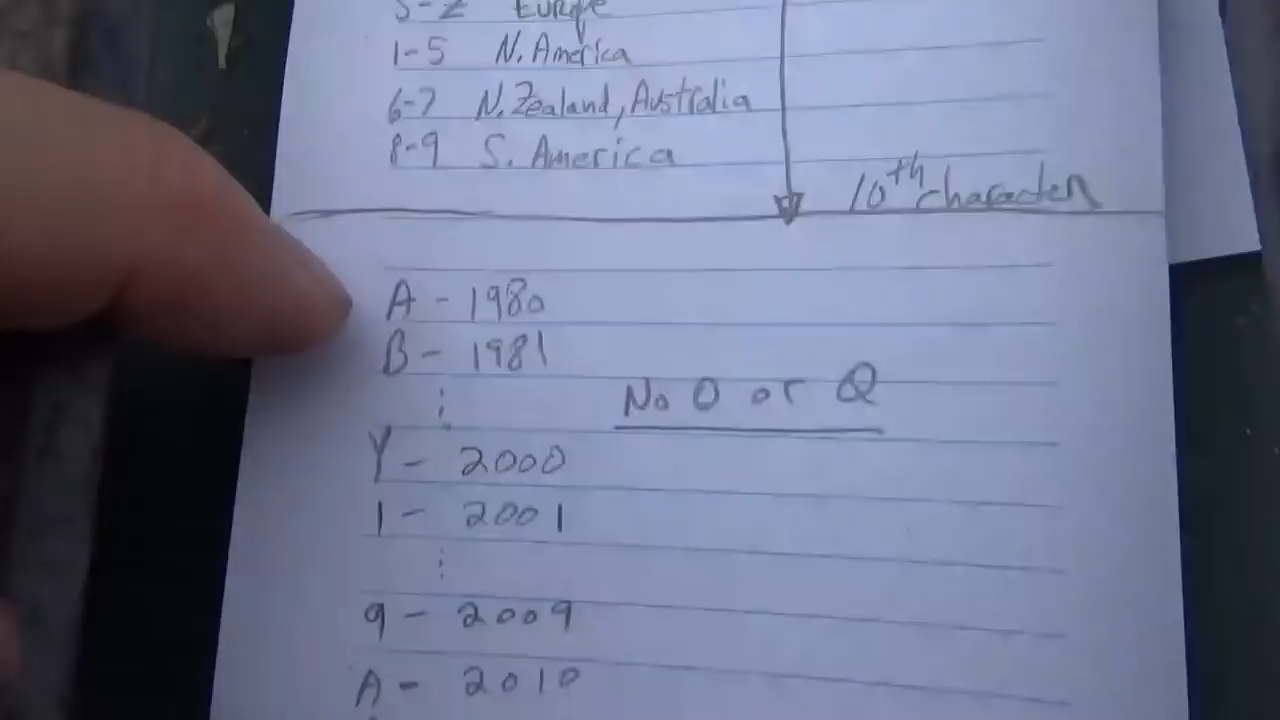 S-Z Europe
1-5 N. America
6-7 N. Zealand, Australia
8-9 S. America
10th character
A - 1980
B - 1981
No O or Q
Y - 2000
1 - 2001
9 - 2009
A - 2010